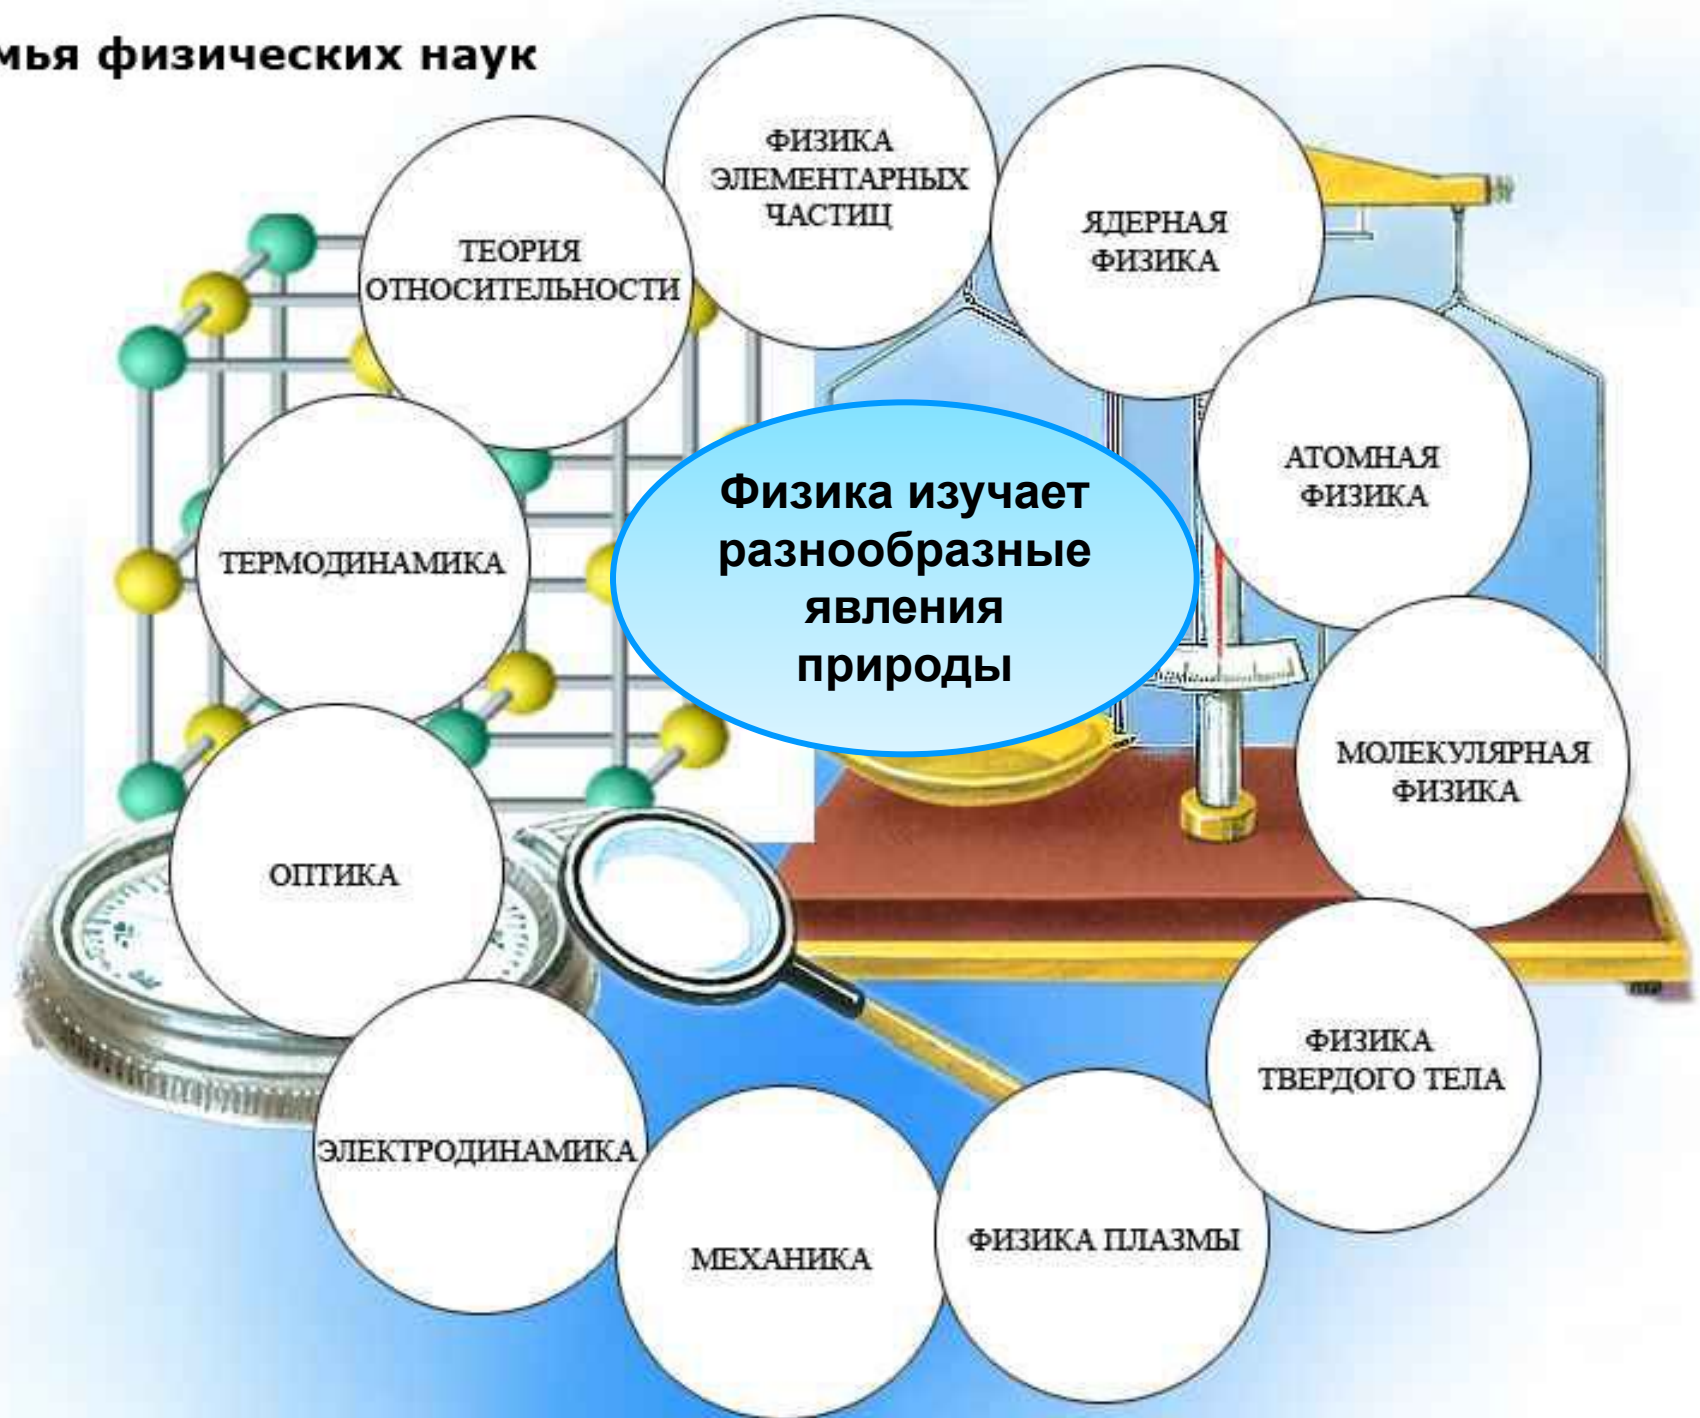 мья физических наук
ФИЗИКА
ЭЛЕМЕНТАРНЫХ
ЧАСТИЦ
ЯДЕРНАЯ
ФИЗИКА
ТЕОРИЯ
ОТНОСИТЕЛЬНОСТИ
АТОМНАЯ
ФИЗИКА
Физика изучает
разнообразные
явления
природы
ТЕРМОДИНАМИКА
МОЛЕКУЛЯРНАЯ
ФИЗИКА
ОПТИКА
ФИЗИКА
ТВЕРДОГО ТЕЛА
ЭЛЕКТРОДИНАМИКА
МЕХАНИКА
ФИЗИКА ПЛАЗМЫ